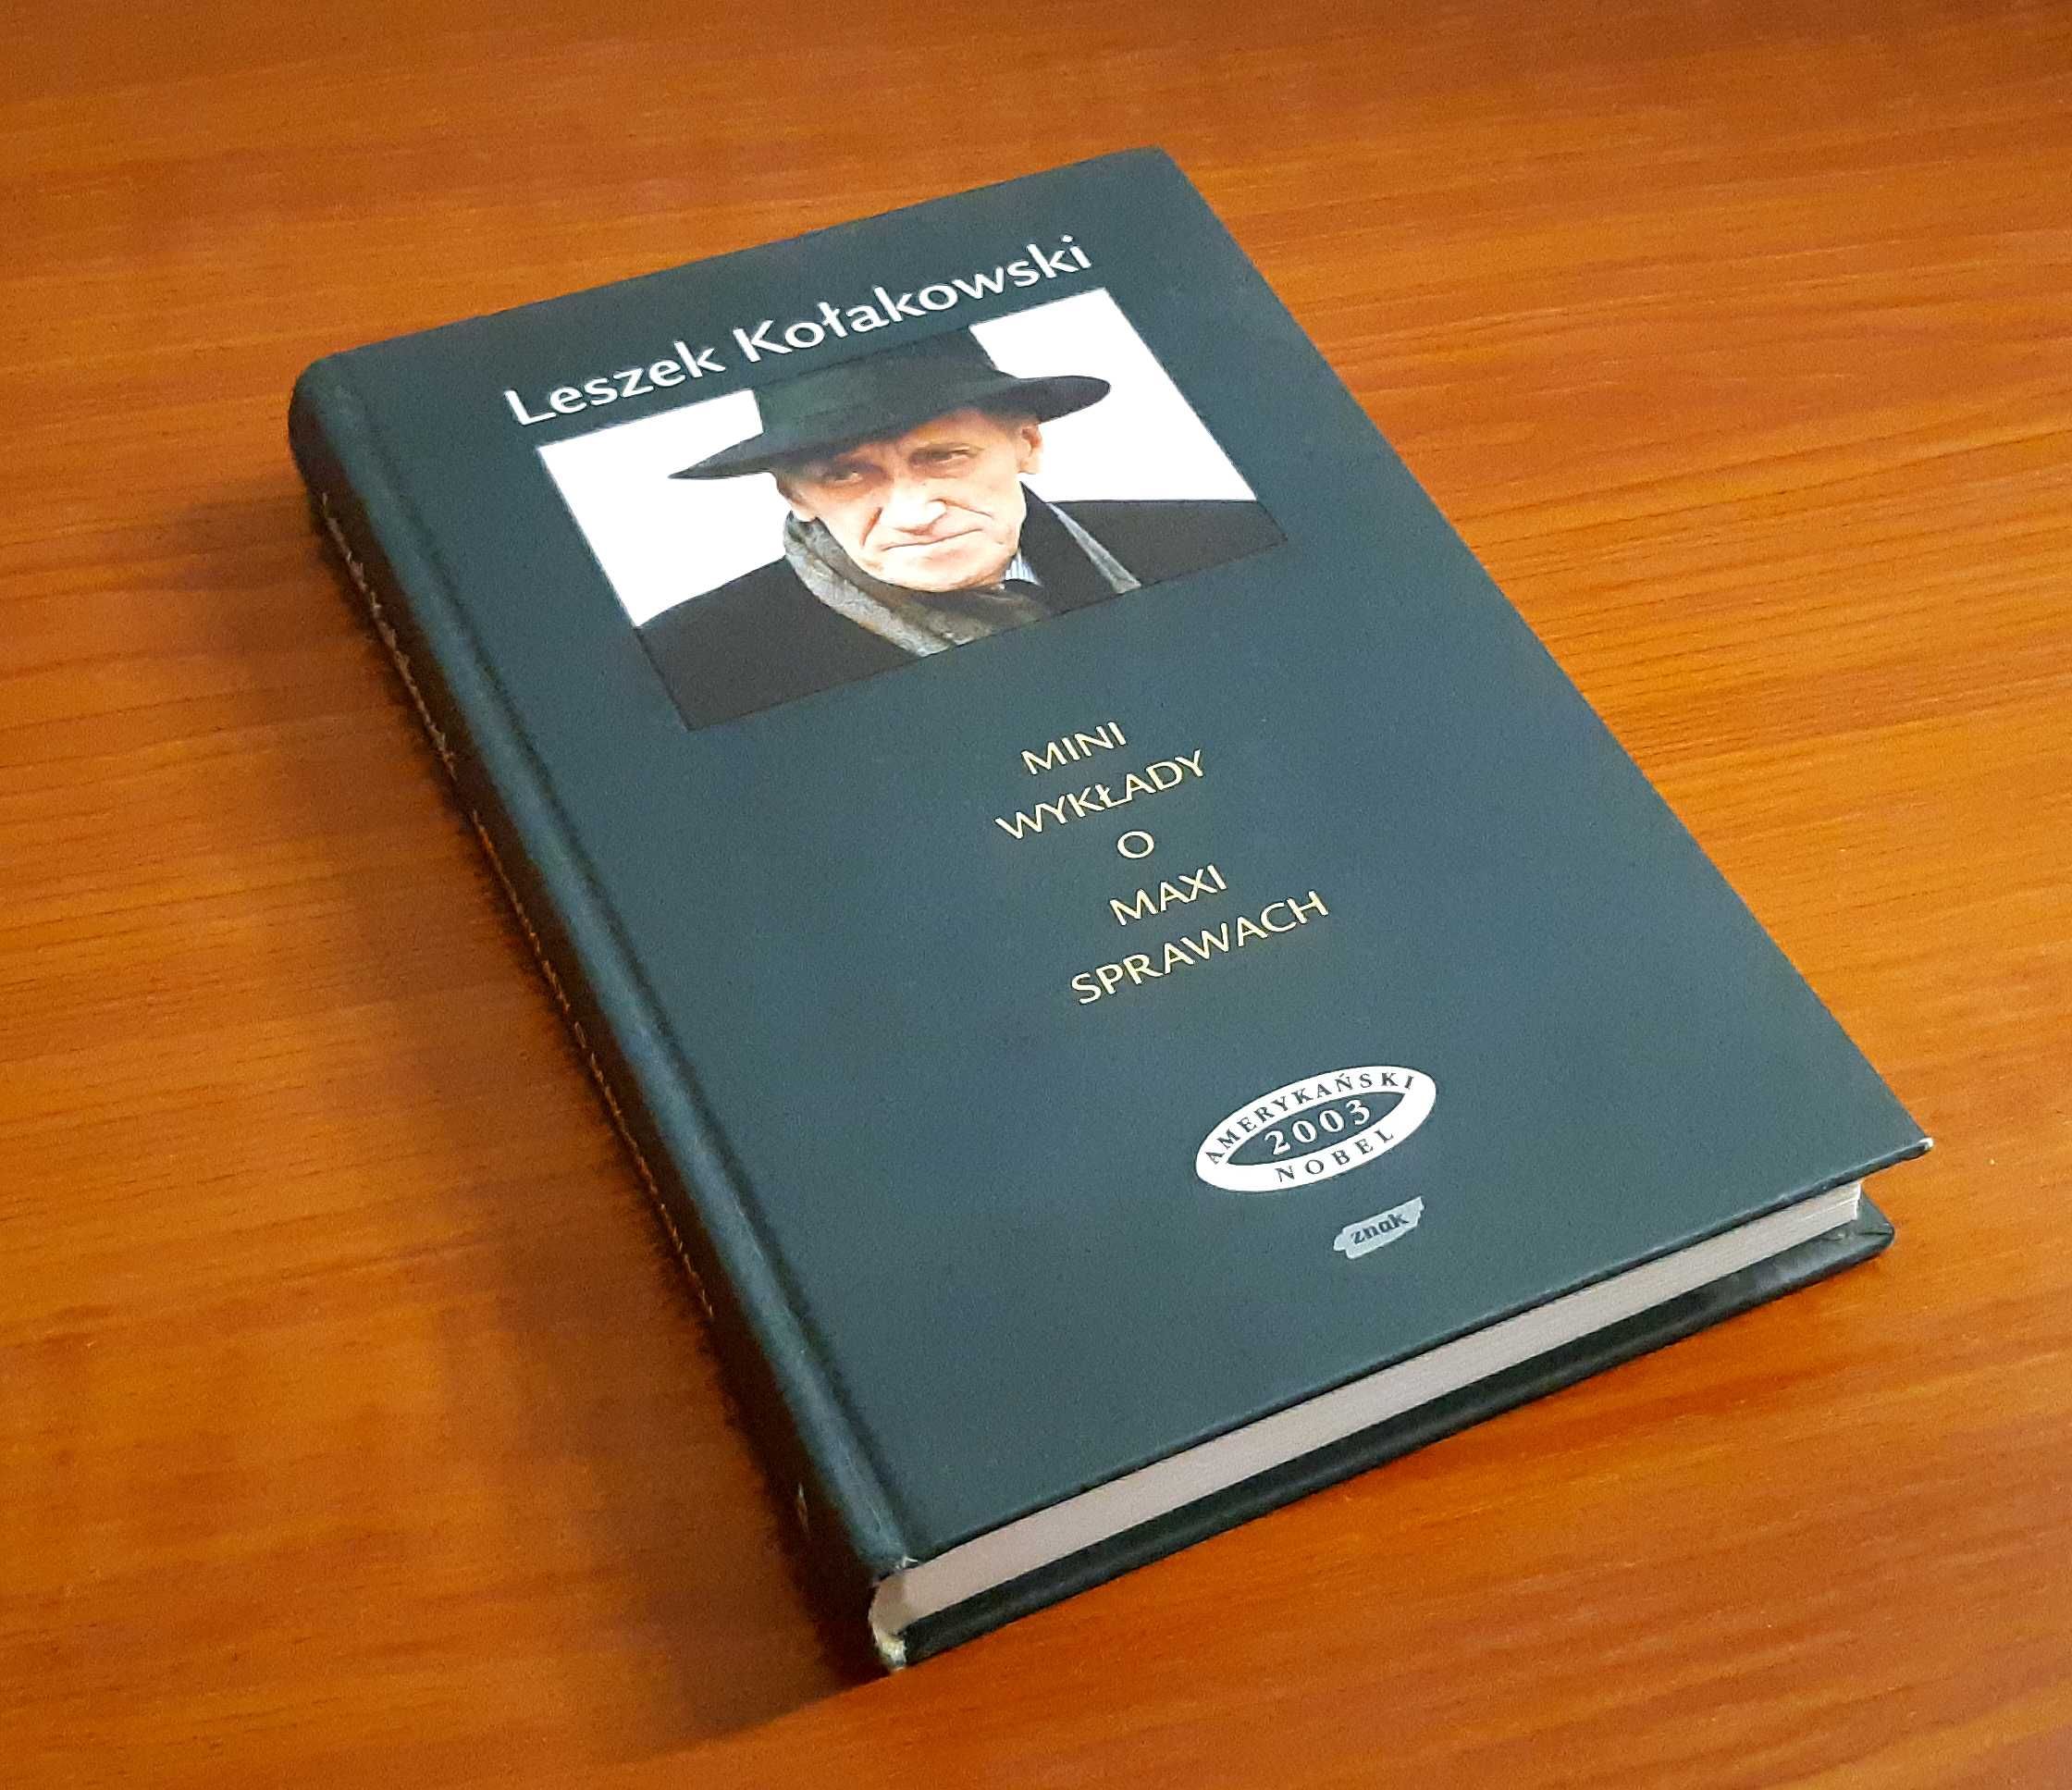 Leszek Kołakowski
MINI
WYKŁADY
O
MAXI
SPRAWACH
AMERYKAŃSKI
2003
NOBEL
znak